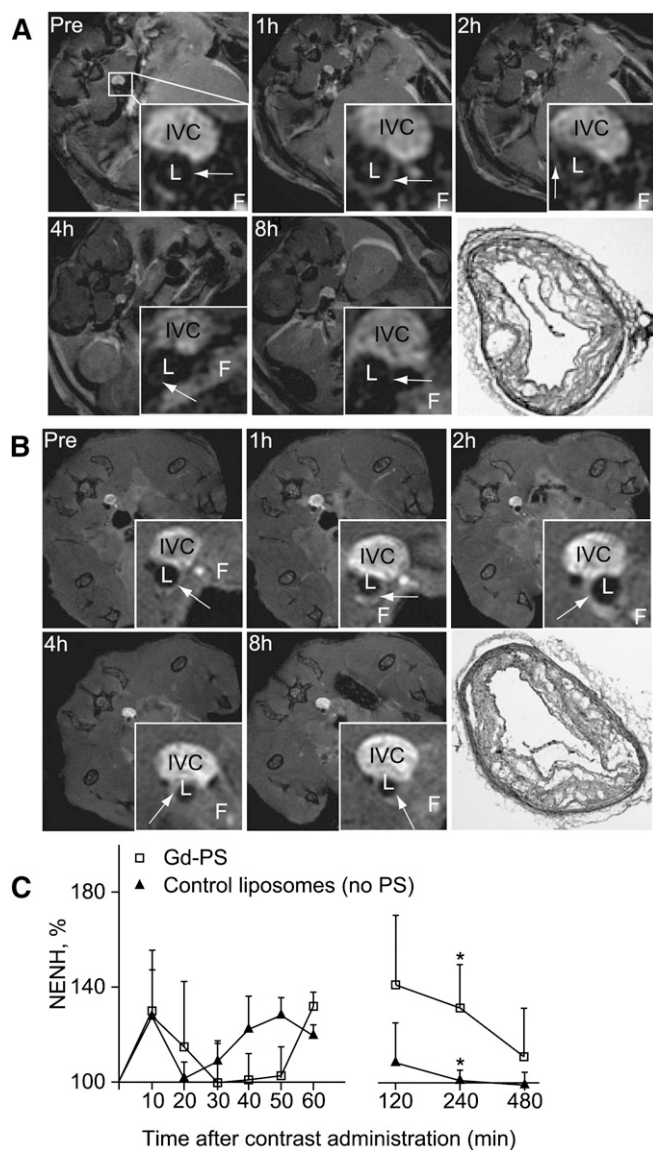 A
Pre
1h
2h
IVC
L
F
IVC
L
F
IVC
L
F
4h
8h
IVC
L
F
IVC
L
F
B
Pre
1h
2h
IVC
L
F
IVC
L
F
IVC
L
F
4h
8h
IVC
L
F
IVC
L
F
C
Gd-PS
Control liposomes (no PS)
NENH, %
180
140
100
* *
10 20 30 40 50 60 120 240 480
Time after contrast administration (min)